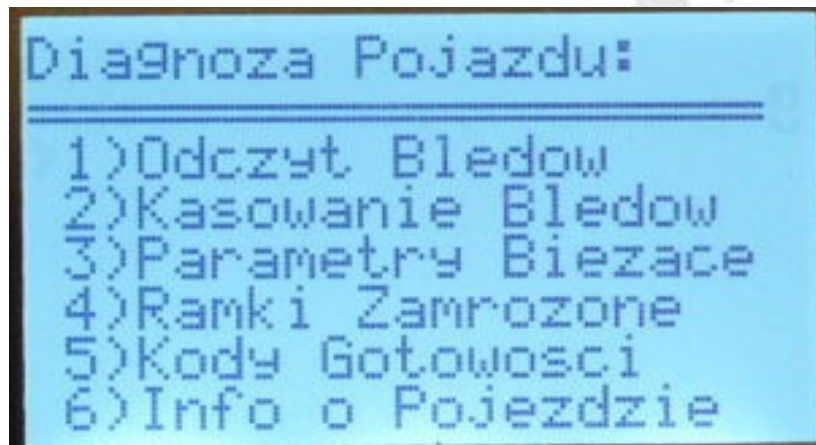 Diagnoza Pojazdu:
1)Odczyt Bledow
2)Kasowanie Bledow
3)Parametry Biezace
4)Ramki Zamrozone
5)Kody Gotowosci
6)Info o Pojezdzie